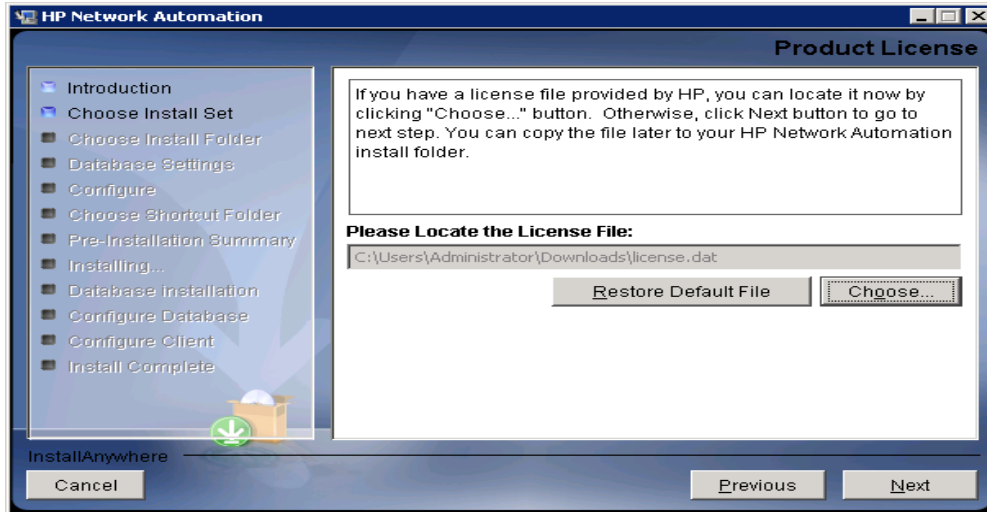 HP Network Automation
Product License
Introduction
Choose Install Set
Choose Install Folder
Database Settings
Configure
Choose Shortcut Folder
Pre-Installation Summary
Installing...
Database installation
Configure Database
Configure Client
Install Complete
If you have a license file provided by HP, you can locate it now by
clicking "Choose..." button. Otherwise, click Next button to go to
next step. You can copy the file later to your HP Network Automation
install folder.
Please Locate the License File:
C:\Users\Administrator\Downloads\license.dat
Restore Default File
Choose...
InstallAnywhere
Cancel
Previous
Next